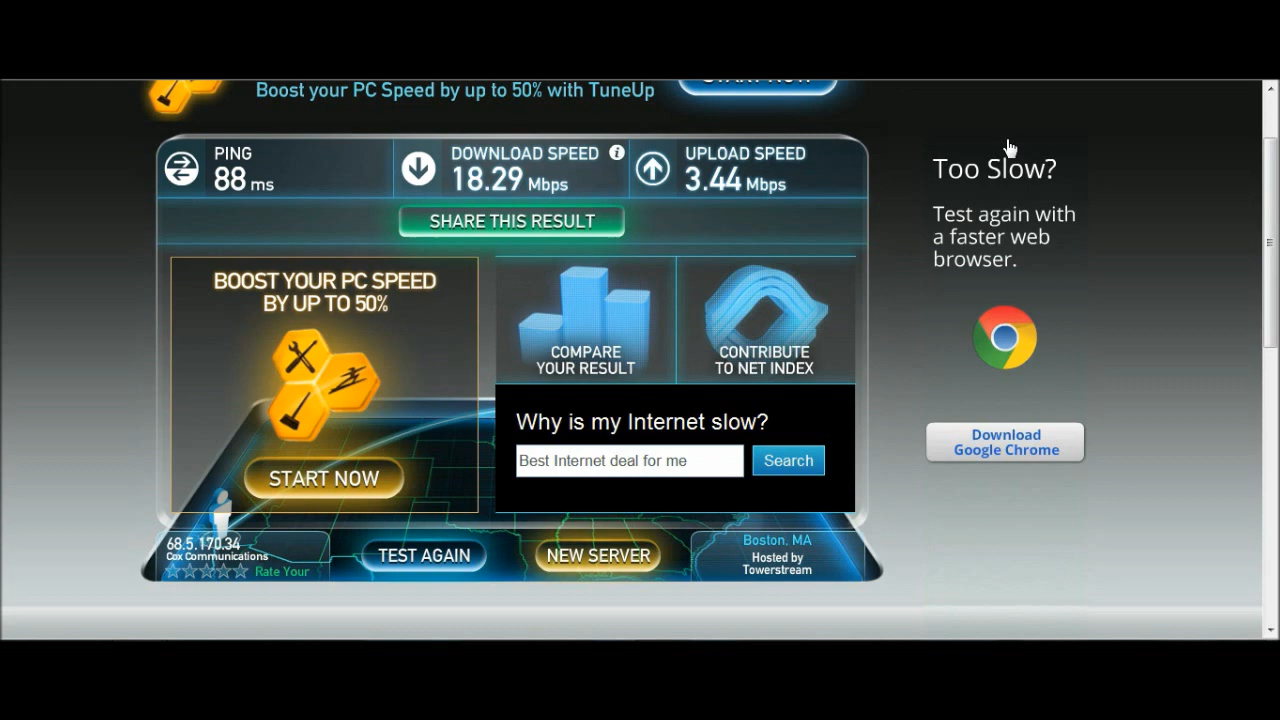 Boost your PC Speed by up to 50% with TuneUp
START NOW
PING
88 ms
DOWNLOAD SPEED
18.29 Mbps
UPLOAD SPEED
3.44 Mbps
SHARE THIS RESULT
BOOST YOUR PC SPEED
BY UP TO 50%
START NOW
COMPARE
YOUR RESULT
CONTRIBUTE
TO NET INDEX
Why is my Internet slow?
Best Internet deal for me
Search
68.5.170.34
Cox Communications
Rate Your
TEST AGAIN
NEW SERVER
Boston, MA
Hosted by
Towerstream
Too Slow?
Test again with
a faster web
browser.
Download
Google Chrome